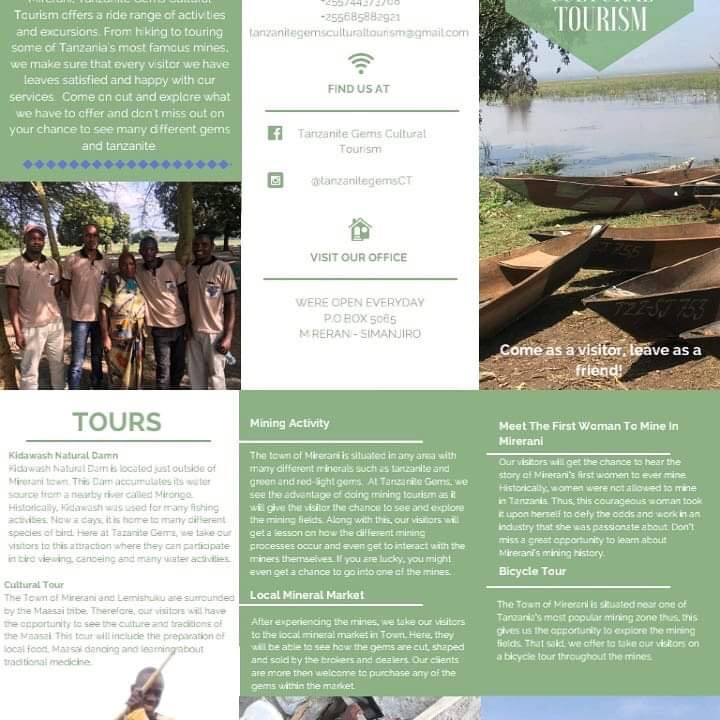 Mirerani, Tanzanite Gems Cultural
Tourism offers a ride range of activities
and excursions. From hiking to touring
some of Tanzania's most famous mines,
we make sure that every visitor we have
leaves satisfied and happy with our
services. Come on out and explore what
we have to offer and don't miss out on
your chance to see many different gems
and tanzanite.
+255744373768
+255685882921
tanzanitegemsculturaltourism@gmail.com
FIND US AT
Tanzanite Gems Cultural
Tourism
@tanzanitegemsCT
VISIT OUR OFFICE
WERE OPEN EVERYDAY
P.O BOX 5065
MIRERANI - SIMANJIRO
CULTURAL
TOURISM
TZZ-ST 753
Come as a visitor, leave as a
friend!
TOURS
Kidawash Natural Damn
Kidawash Natural Dam is located just outside of
Mirerani town. This Dam accumulates its water
source from a nearby river called Mirongo.
Historically, Kidawash was used for many fishing
activities. Now a days, it is home to many different
species of bird. Here at Tazanite Gems, we take our
visitors to this attraction where they can participate
in bird viewing, canoeing and many water activities.
Cultural Tour
The Town of Mirerani and Lemishuku are surrounded
by the Maasai tribe. Therefore, our visitors will have
the opportunity to see the culture and traditions of
the Maasai. This tour will include the preparation of
local food, Maasai dancing and learning about
traditional medicine.
Mining Activity
The town of Mirerani is situated in any area with
many different minerals such as tanzanite and
green and red-light gems. At Tanzanite Gems, we
see the advantage of doing mining tourism as it
will give the visitor the chance to see and explore
the mining fields. Along with this, our visitors will
get a lesson on how the different mining
processes occur and even get to interact with the
miners themselves. If you are lucky, you might
even get a chance to go into one of the mines.
Local Mineral Market
After experiencing the mines, we take our visitors
to the local mineral market in Town. Here, they
will be able to see how the gems are cut, shaped
and sold by the brokers and dealers. Our clients
are more then welcome to purchase any of the
gems within the market.
Meet The First Woman To Mine In
Mirerani
Our visitors will get the chance to hear the
story of Mirerani's first women to ever mine.
Historically, women were not allowed to mine
in Tanzania. Thus, this courageous woman took
it upon herself to defy the odds and work in an
industry that she was passionate about. Don't
miss a great opportunity to learn about
Mirerani's mining history.
Bicycle Tour
The Town of Mirerani is situated near one of
Tanzania's most popular mining zone thus, this
gives us the opportunity to explore the mining
fields. That said, we offer to take our visitors on
a bicycle tour throughout the mines.